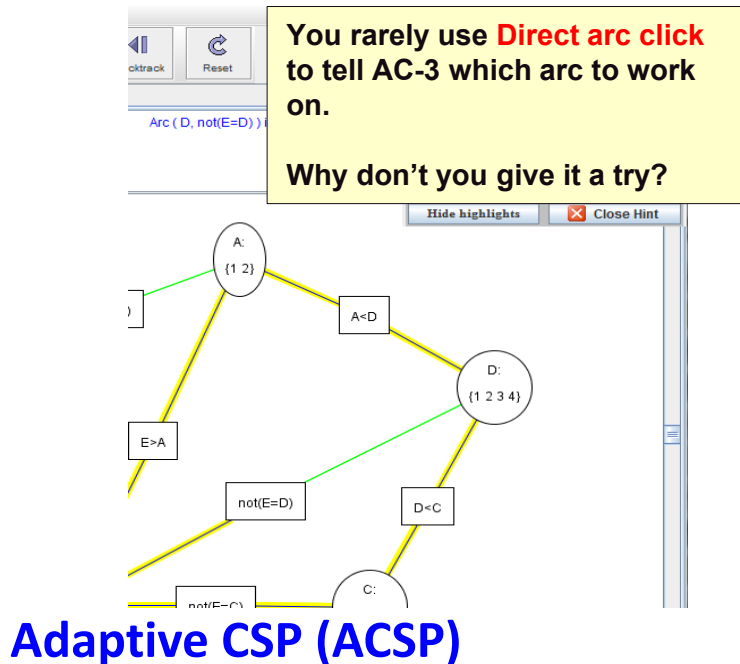 You rarely use Direct arc click
to tell AC-3 which arc to work
on.
Why don't you give it a try?
cktrack
Reset
Arc ( D, not(E=D) ) i
Hide highlights
Close Hint
A:
{1 2}
)
A<D
D:
{1 2 3 4}
E>A
not(E=D)
D<C
C:
not(E=C)
Adaptive CSP (ACSP)